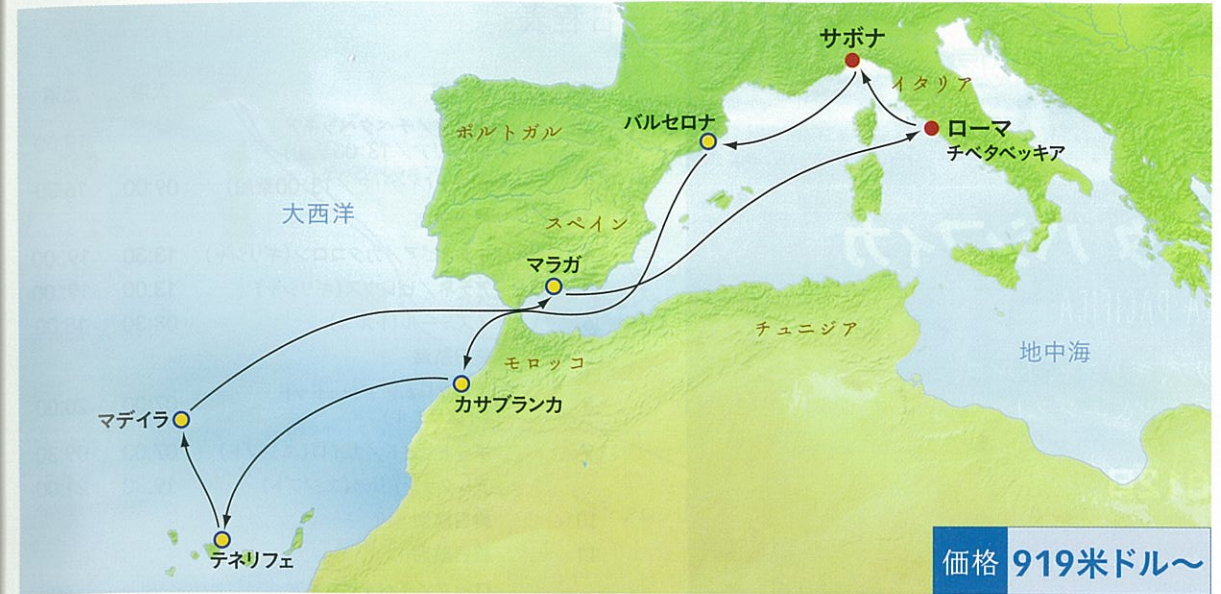 サボナ
イタリア
ポルトガル
バルセロナ
ローマ
チベタベッキア
大西洋
スペイン
マラガ
チュニジア
地中海
モロッコ
カサブランカ
マデイラ
テネリフェ
価格 919米ドル～